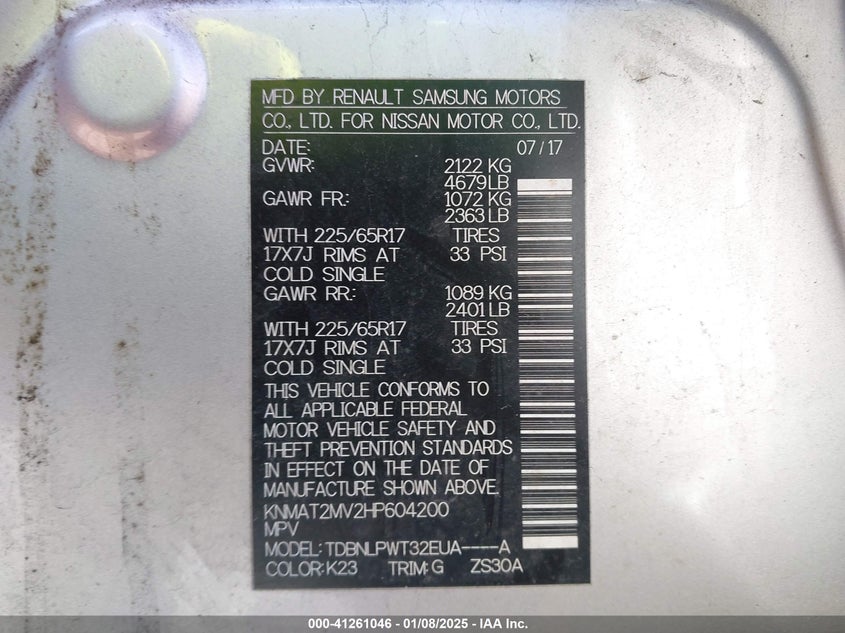 MFD BY RENAULT SAMSUNG MOTORS
CO., LTD. FOR NISSAN MOTOR CO., LTD.
DATE: 07/17
GVWR: 2122 KG
4679 LB
GAWR FR.: 1072 KG
2363 LB
WITH 225/65R17 TIRES
17X7J RIMS AT 33 PSI
COLD SINGLE
GAWR RR.: 1089 KG
2401 LB
WITH 225/65R17 TIRES
17X7J RIMS AT 33 PSI
COLD SINGLE
THIS VEHICLE CONFORMS TO
ALL APPLICABLE FEDERAL
MOTOR VEHICLE SAFETY AND
THEFT PREVENTION STANDARDS
IN EFFECT ON THE DATE OF
MANUFACTURE SHOWN ABOVE.
KNMAT2MV2HP604200
MPV
MODEL: TDBNLPWT32EUA----A
COLOR: K23 TRIM: G ZS30A
000-41261046 — 01/08/2025 — IAA Inc.